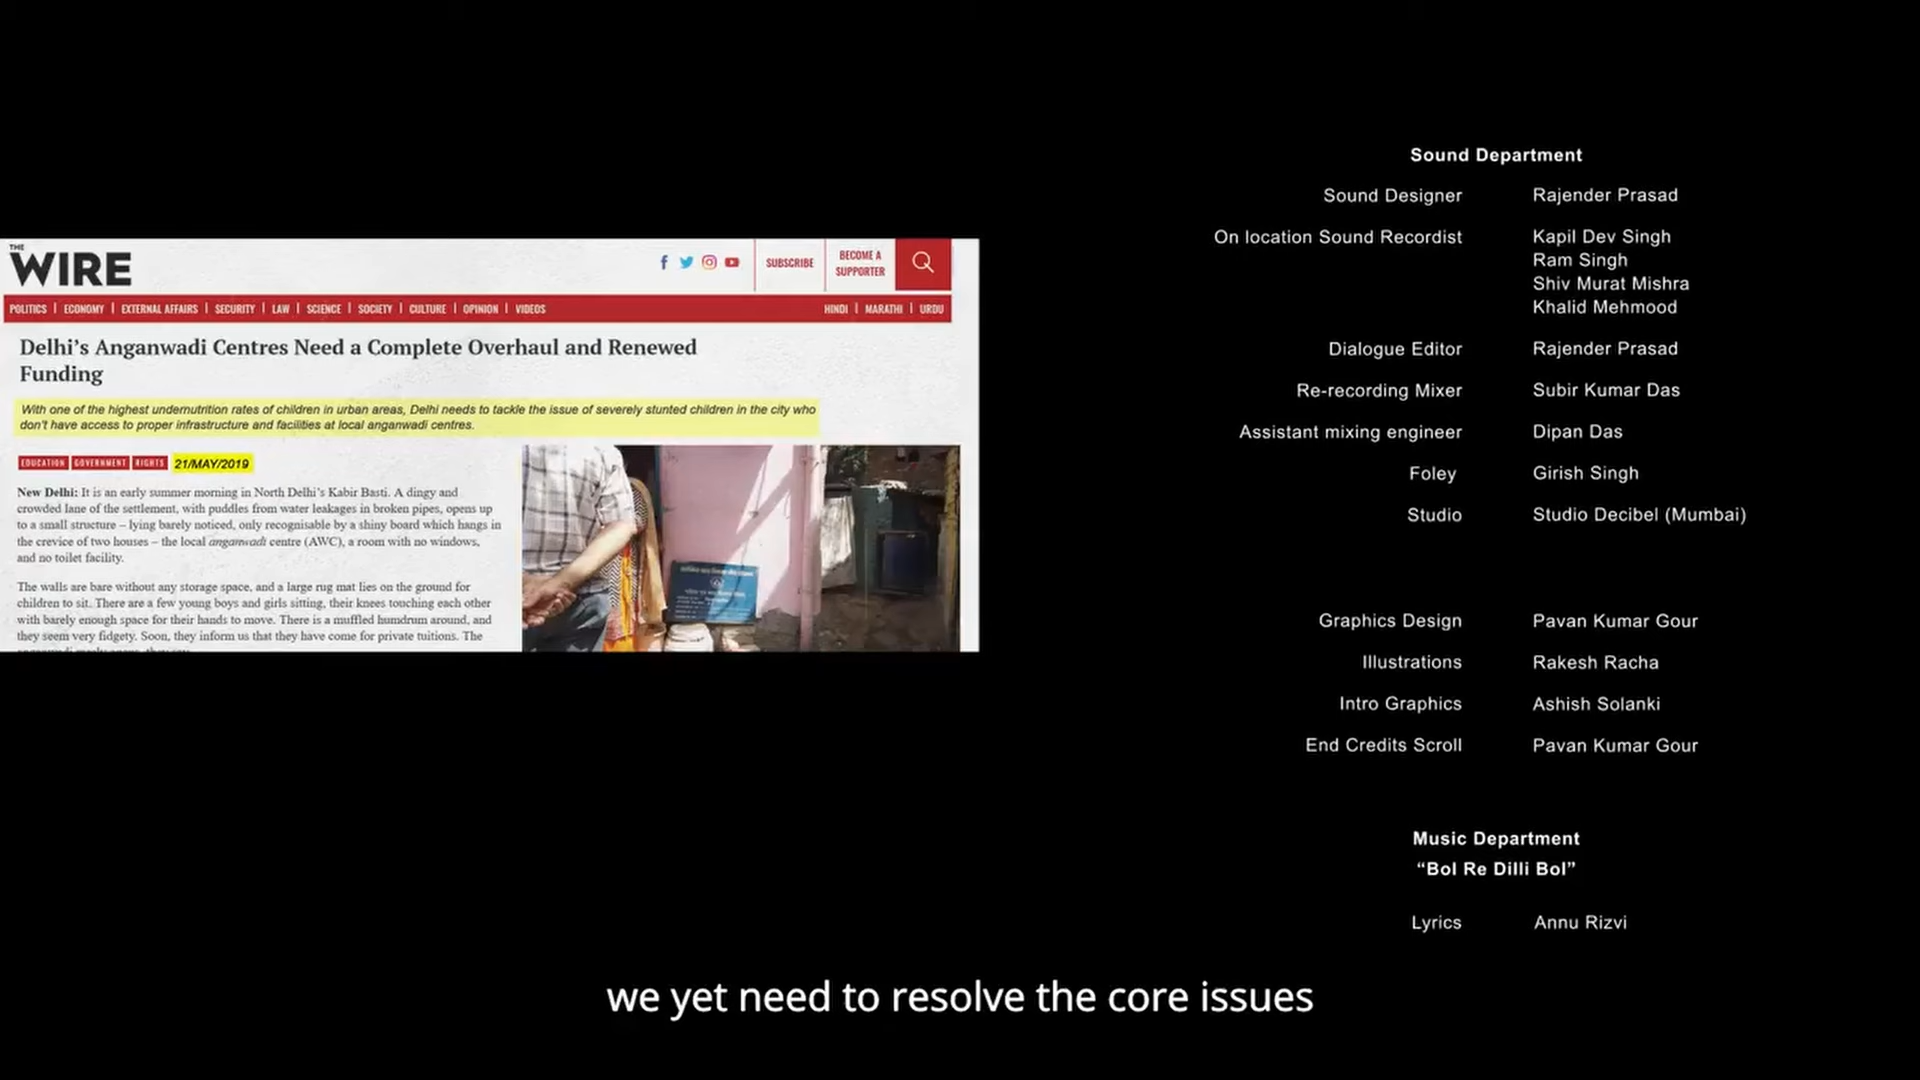 THE
WIRE
SUBSCRIBE
BECOME A
SUPPORTER
POLITICS | ECONOMY | EXTERNAL AFFAIRS | SECURITY | LAW | SCIENCE | SOCIETY | CULTURE | OPINION | VIDEOS
HINDI | MARATHI | URDU
Delhi's Anganwadi Centres Need a Complete Overhaul and Renewed
Funding
With one of the highest undernutrition rates of children in urban areas, Delhi needs to tackle the issue of severely stunted children in the city who
don't have access to proper infrastructure and facilities at local anganwadi centres.
EDUCATION GOVERNMENT RIGHTS 21/MAY/2019
New Delhi: It is an early summer morning in North Delhi's Kabir Basti. A dingy and
crowded lane of the settlement, with puddles from water leakages in broken pipes, opens up
to a small structure – lying barely noticed, only recognisable by a shiny board which hangs in
the crevice of two houses – the local anganwadi centre (AWC), a room with no windows,
and no toilet facility.
The walls are bare without any storage space, and a large rug mat lies on the ground for
children to sit. There are a few young boys and girls sitting, their knees touching each other
with barely enough space for their hands to move. There is a muffled humdrum around, and
they seem very fidgety. Soon, they inform us that they have come for private tuitions. The
Sound Department
Sound Designer Rajender Prasad
On location Sound Recordist Kapil Dev Singh
Ram Singh
Shiv Murat Mishra
Khalid Mehmood
Dialogue Editor Rajender Prasad
Re-recording Mixer Subir Kumar Das
Assistant mixing engineer Dipan Das
Foley Girish Singh
Studio Studio Decibel (Mumbai)
Graphics Design Pavan Kumar Gour
Illustrations Rakesh Racha
Intro Graphics Ashish Solanki
End Credits Scroll Pavan Kumar Gour
Music Department
“Bol Re Dilli Bol”
Lyrics Annu Rizvi
we yet need to resolve the core issues